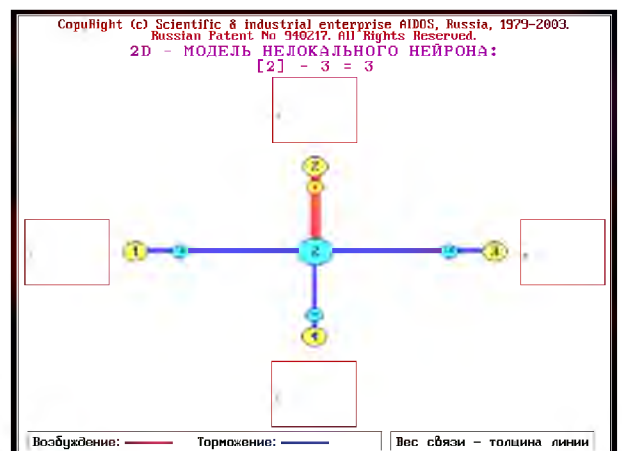 CopyRight (c) Scientific & industrial enterprise AIDOS, Russia, 1979-2003.
Russian Patent No 940217. All Rights Reserved.
2D - МОДЕЛЬ НЕЛОКАЛЬНОГО НЕЙРОНА:
[2] - 3 = 3
2
1
2
3
4
Возбуждение:
Торможение:
Вес связи - толщина линии